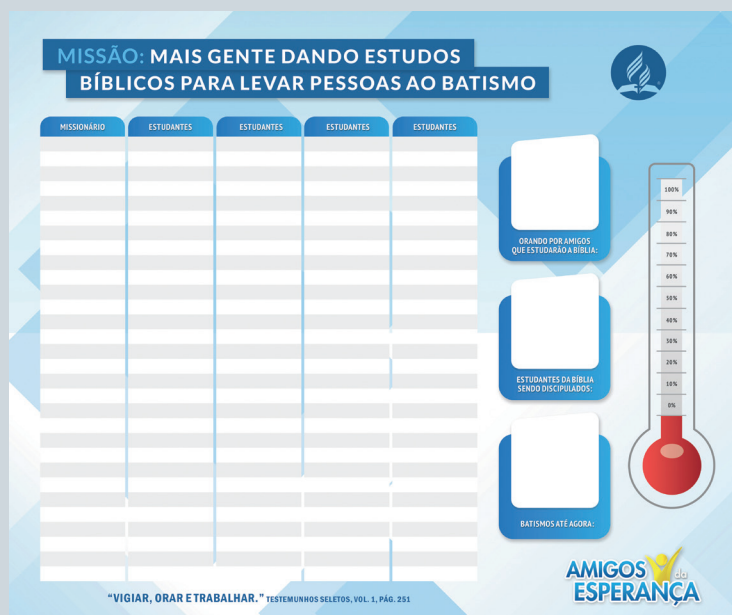 MISSÃO: MAIS GENTE DANDO ESTUDOS
BÍBLICOS PARA LEVAR PESSOAS AO BATISMO
MISSIONÁRIO ESTUDANTES ESTUDANTES ESTUDANTES ESTUDANTES
ORANDO POR AMIGOS
QUE ESTUDARÃO A BÍBLIA:
ESTUDANTES DA BÍBLIA
SENDO DISCIPULADOS:
BATISMOS ATÉ AGORA:
100%
90%
80%
70%
60%
50%
40%
30%
20%
10%
0%
"VIGIAR, ORAR E TRABALHAR." TESTEMUNHOS SELETOS, VOL. 1, PÁG. 251
AMIGOS da
ESPERANÇA